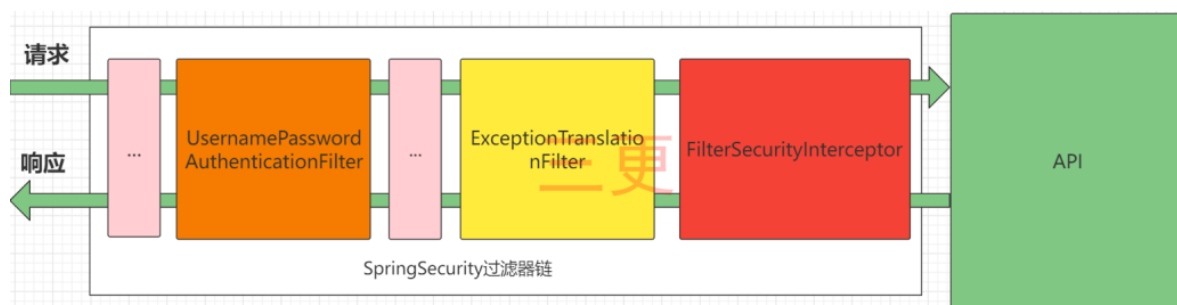 请求
响应
...
UsernamePassword
AuthenticationFilter
...
ExceptionTranslatio
nFilter
三更
FilterSecurityInterceptor
API
SpringSecurity过滤器链